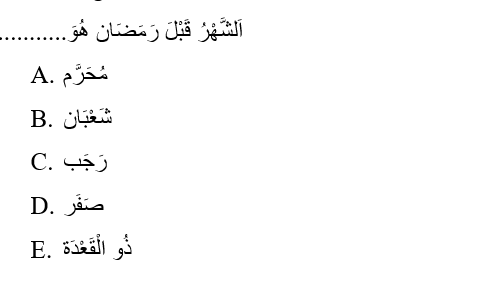 اَلشَّهْرُ قَبْلَ رَمَضَان هُوَ...........
A. مُحَرَّم
B. شَعْبَان
C. رَجَب
D. صَفَر
E. ذُو الْقَعْدَة